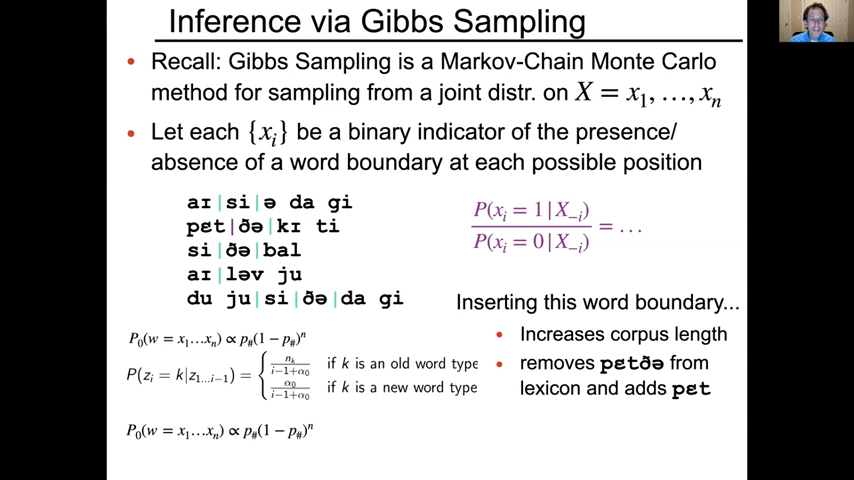 Inference via Gibbs Sampling
• Recall: Gibbs Sampling is a Markov-Chain Monte Carlo
method for sampling from a joint distr. on X = x₁, …, xₙ
• Let each {xᵢ} be a binary indicator of the presence/
absence of a word boundary at each possible position
aɪ|si|ə da gi
pɛt|ðə|kɪ ti
si|ðə|bal
aɪ|ləv ju
du ju|si|ðə|da gi
P(xᵢ = 1|X₋ᵢ) / P(xᵢ = 0|X₋ᵢ) = …
Inserting this word boundary...
• Increases corpus length
• removes pɛtðə from
lexicon and adds pɛt
P₀(w = x₁…xₙ) ∝ p#(1 − p#)ⁿ
P(zᵢ = k|z₁…ᵢ₋₁) = { nₖ / (i−1+α₀) if k is an old word type
α₀ / (i−1+α₀) if k is a new word type
P₀(w = x₁…xₙ) ∝ p#(1 − p#)ⁿ